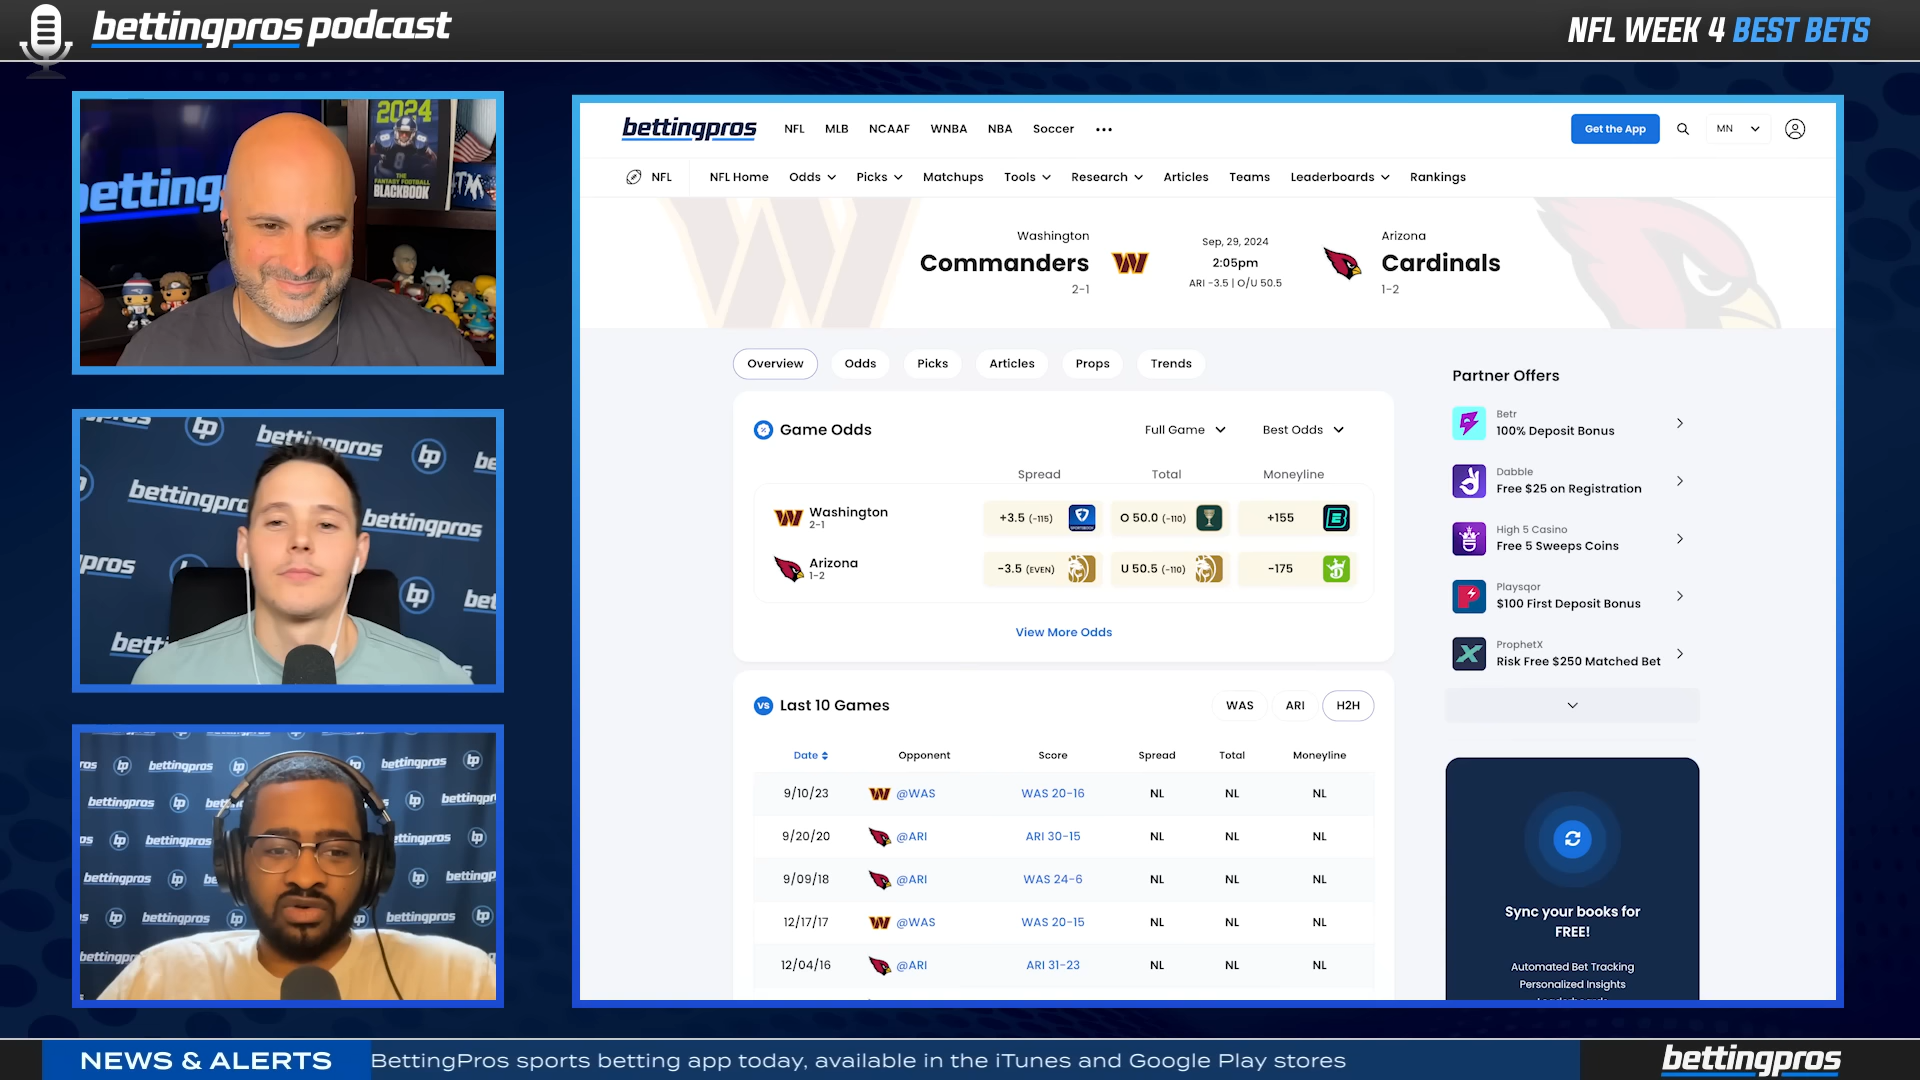 bettingpros podcast
NFL WEEK 4 BEST BETS
2024
THE
FANTASY FOOTBALL
BLACKBOOK
betting
bettingpros
NFL MLB NCAAF WNBA NBA Soccer •••
Get the App
MN
NFL
NFL Home Odds Picks Matchups Tools Research Articles Teams Leaderboards Rankings
Washington
Commanders
2-1
Sep, 29, 2024
2:05pm
ARI -3.5 | O/U 50.5
Arizona
Cardinals
1-2
Overview Odds Picks Articles Props Trends
Game Odds
Full Game
Best Odds
Spread Total Moneyline
Washington
2-1
+3.5 (-115) O 50.0 (-110) +155
Arizona
1-2
-3.5 (EVEN) U 50.5 (-110) -175
View More Odds
VS Last 10 Games
WAS ARI H2H
Date Opponent Score Spread Total Moneyline
9/10/23 @WAS WAS 20-16 NL NL NL
9/20/20 @ARI ARI 30-15 NL NL NL
9/09/18 @ARI WAS 24-6 NL NL NL
12/17/17 @WAS WAS 20-15 NL NL NL
12/04/16 @ARI ARI 31-23 NL NL NL
Partner Offers
Betr
100% Deposit Bonus
Dabble
Free $25 on Registration
High 5 Casino
Free 5 Sweeps Coins
Playsqor
$100 First Deposit Bonus
ProphetX
Risk Free $250 Matched Bet
Sync your books for
FREE!
Automated Bet Tracking
Personalized Insights
NEWS & ALERTS
BettingPros sports betting app today, available in the iTunes and Google Play stores
bettingpros